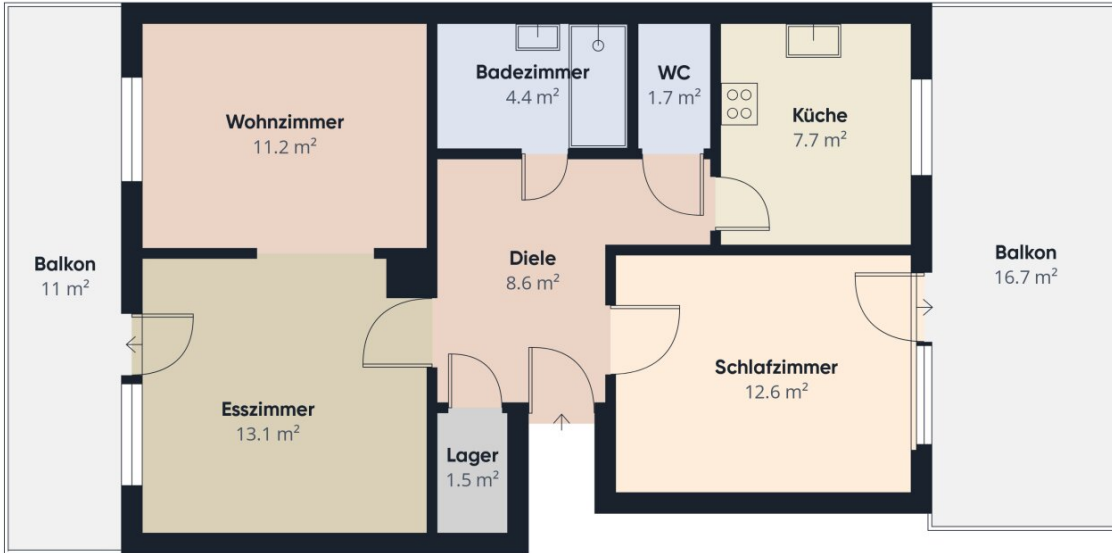 Wohnzimmer
11.2 m²
Badezimmer
4.4 m²
WC
1.7 m²
Küche
7.7 m²
Balkon
11 m²
Diele
8.6 m²
Balkon
16.7 m²
Esszimmer
13.1 m²
Schlafzimmer
12.6 m²
Lager
1.5 m²